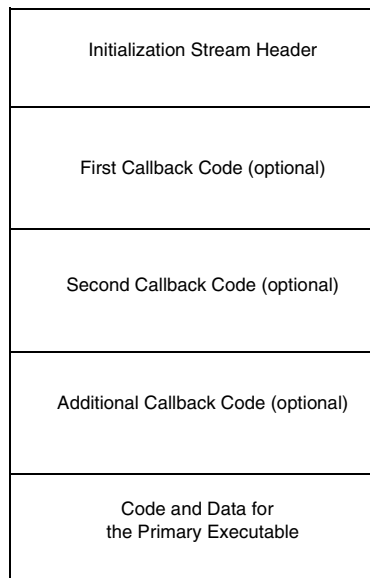 Initialization Stream Header
First Callback Code (optional)
Second Callback Code (optional)
Additional Callback Code (optional)
Code and Data for
the Primary Executable